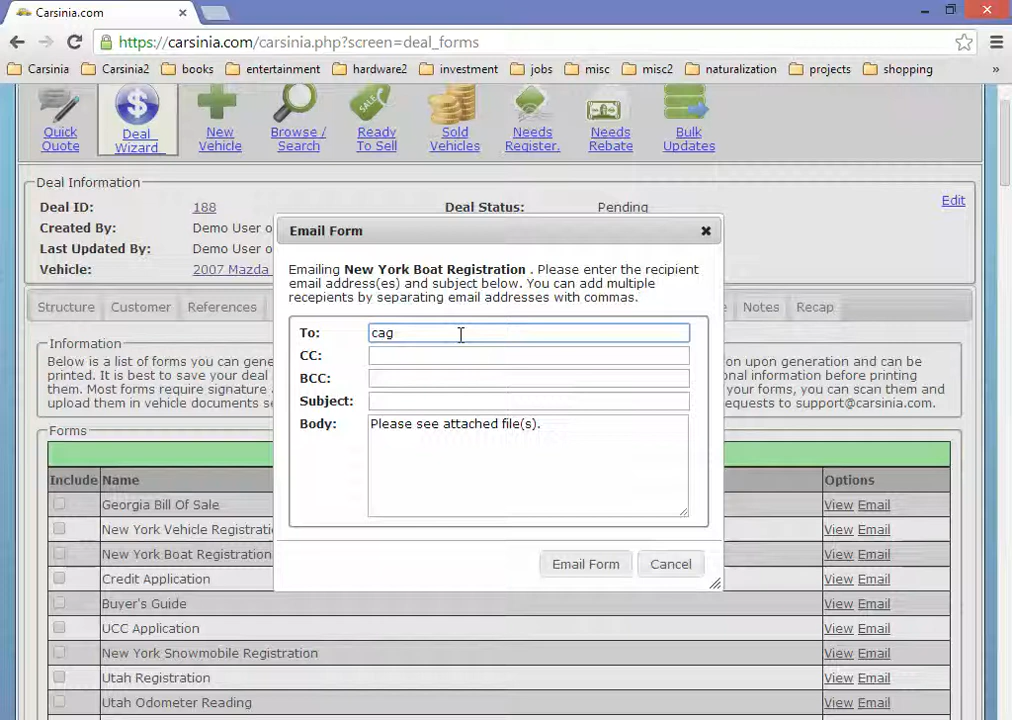 Carsinia.com
https://carsinia.com/carsinia.php?screen=deal_forms
Carsinia Carsinia2 books entertainment hardware2 investment jobs misc misc2 naturalization projects shopping »
Quick Quote
Deal Wizard
New Vehicle
Browse / Search
Ready To Sell
Sold Vehicles
Needs Register.
Needs Rebate
Bulk Updates
SALE
Deal Information
Edit
Deal ID: 188 Deal Status: Pending
Created By: Demo User o
Last Updated By: Demo User o
Vehicle: 2007 Mazda
Structure Customer References Notes Recap
Information
Below is a list of forms you can gene on upon generation and can be
printed. It is best to save your deal onal information before printing
them. Most forms require signature your forms, you can scan them and
upload them in vehicle documents se equests to support@carsinia.com.
Email Form
Emailing New York Boat Registration . Please enter the recipient
email address(es) and subject below. You can add multiple
recepients by separating email addresses with commas.
To: cag
CC:
BCC:
Subject:
Body: Please see attached file(s).
Email Form Cancel
Forms
Include Name Options
Georgia Bill Of Sale View Email
New York Vehicle Registratio View Email
New York Boat Registration View Email
Credit Application View Email
Buyer's Guide View Email
UCC Application View Email
New York Snowmobile Registration View Email
Utah Registration View Email
Utah Odometer Reading View Email